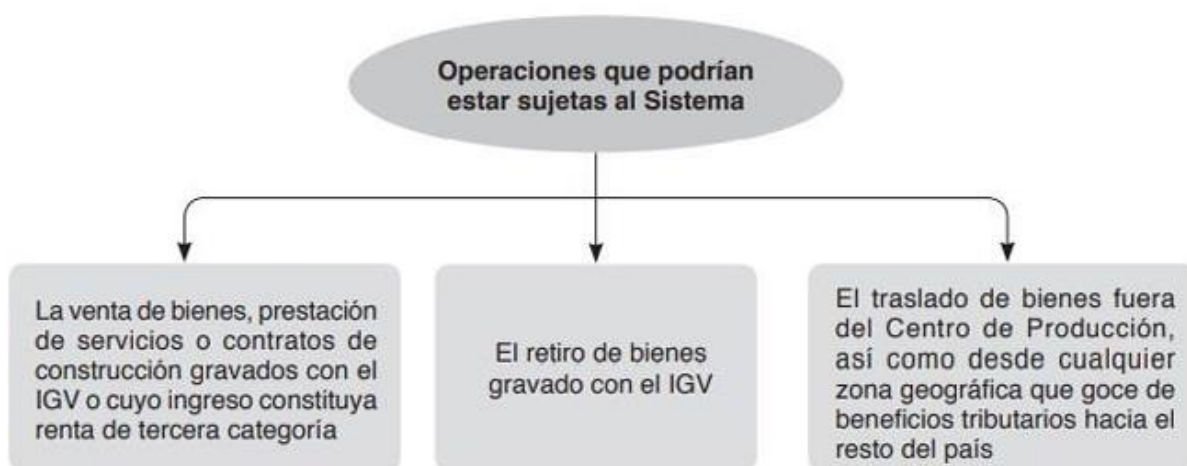 Operaciones que podrían
estar sujetas al Sistema
La venta de bienes, prestación
de servicios o contratos de
construcción gravados con el
IGV o cuyo ingreso constituya
renta de tercera categoría
El retiro de bienes
gravado con el IGV
El traslado de bienes fuera
del Centro de Producción,
así como desde cualquier
zona geográfica que goce de
beneficios tributarios hacia el
resto del país